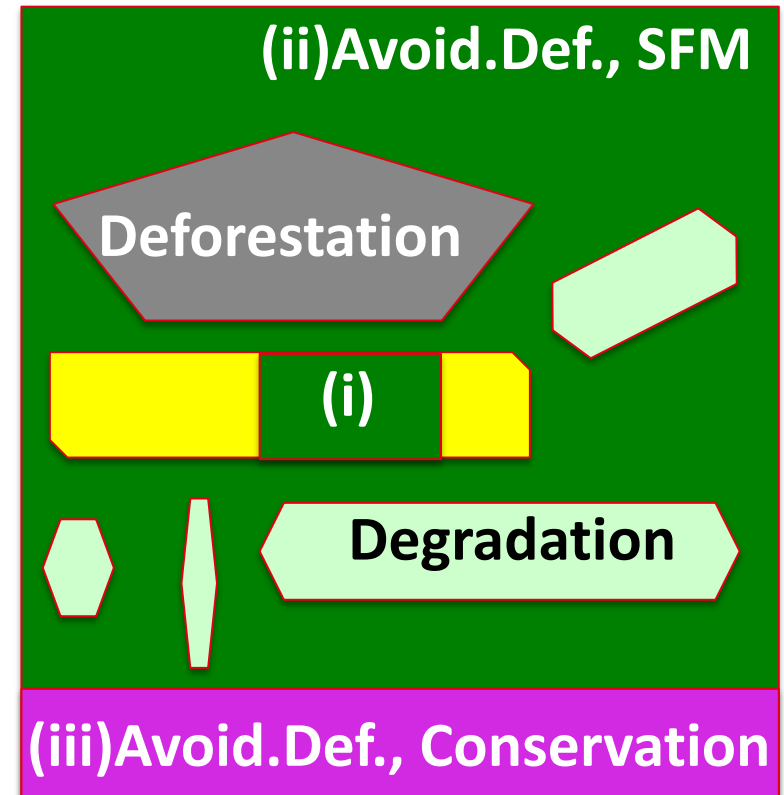 (ii)Avoid.Def., SFM
Deforestation
(i)
Degradation
(iii)Avoid.Def., Conservation